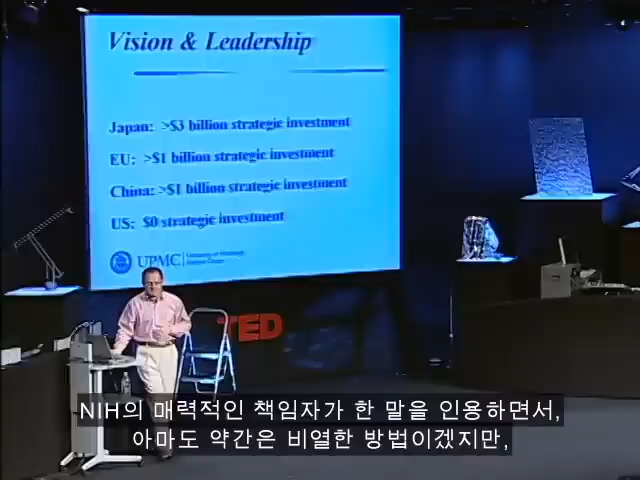 Vision & Leadership
Japan: >$3 billion strategic investment
EU: >$1 billion strategic investment
China: >$1 billion strategic investment
US: $0 strategic investment
UPMC
TED
NIH의 매력적인 책임자가 한 말을 인용하면서,
아마도 약간은 비열한 방법이겠지만,